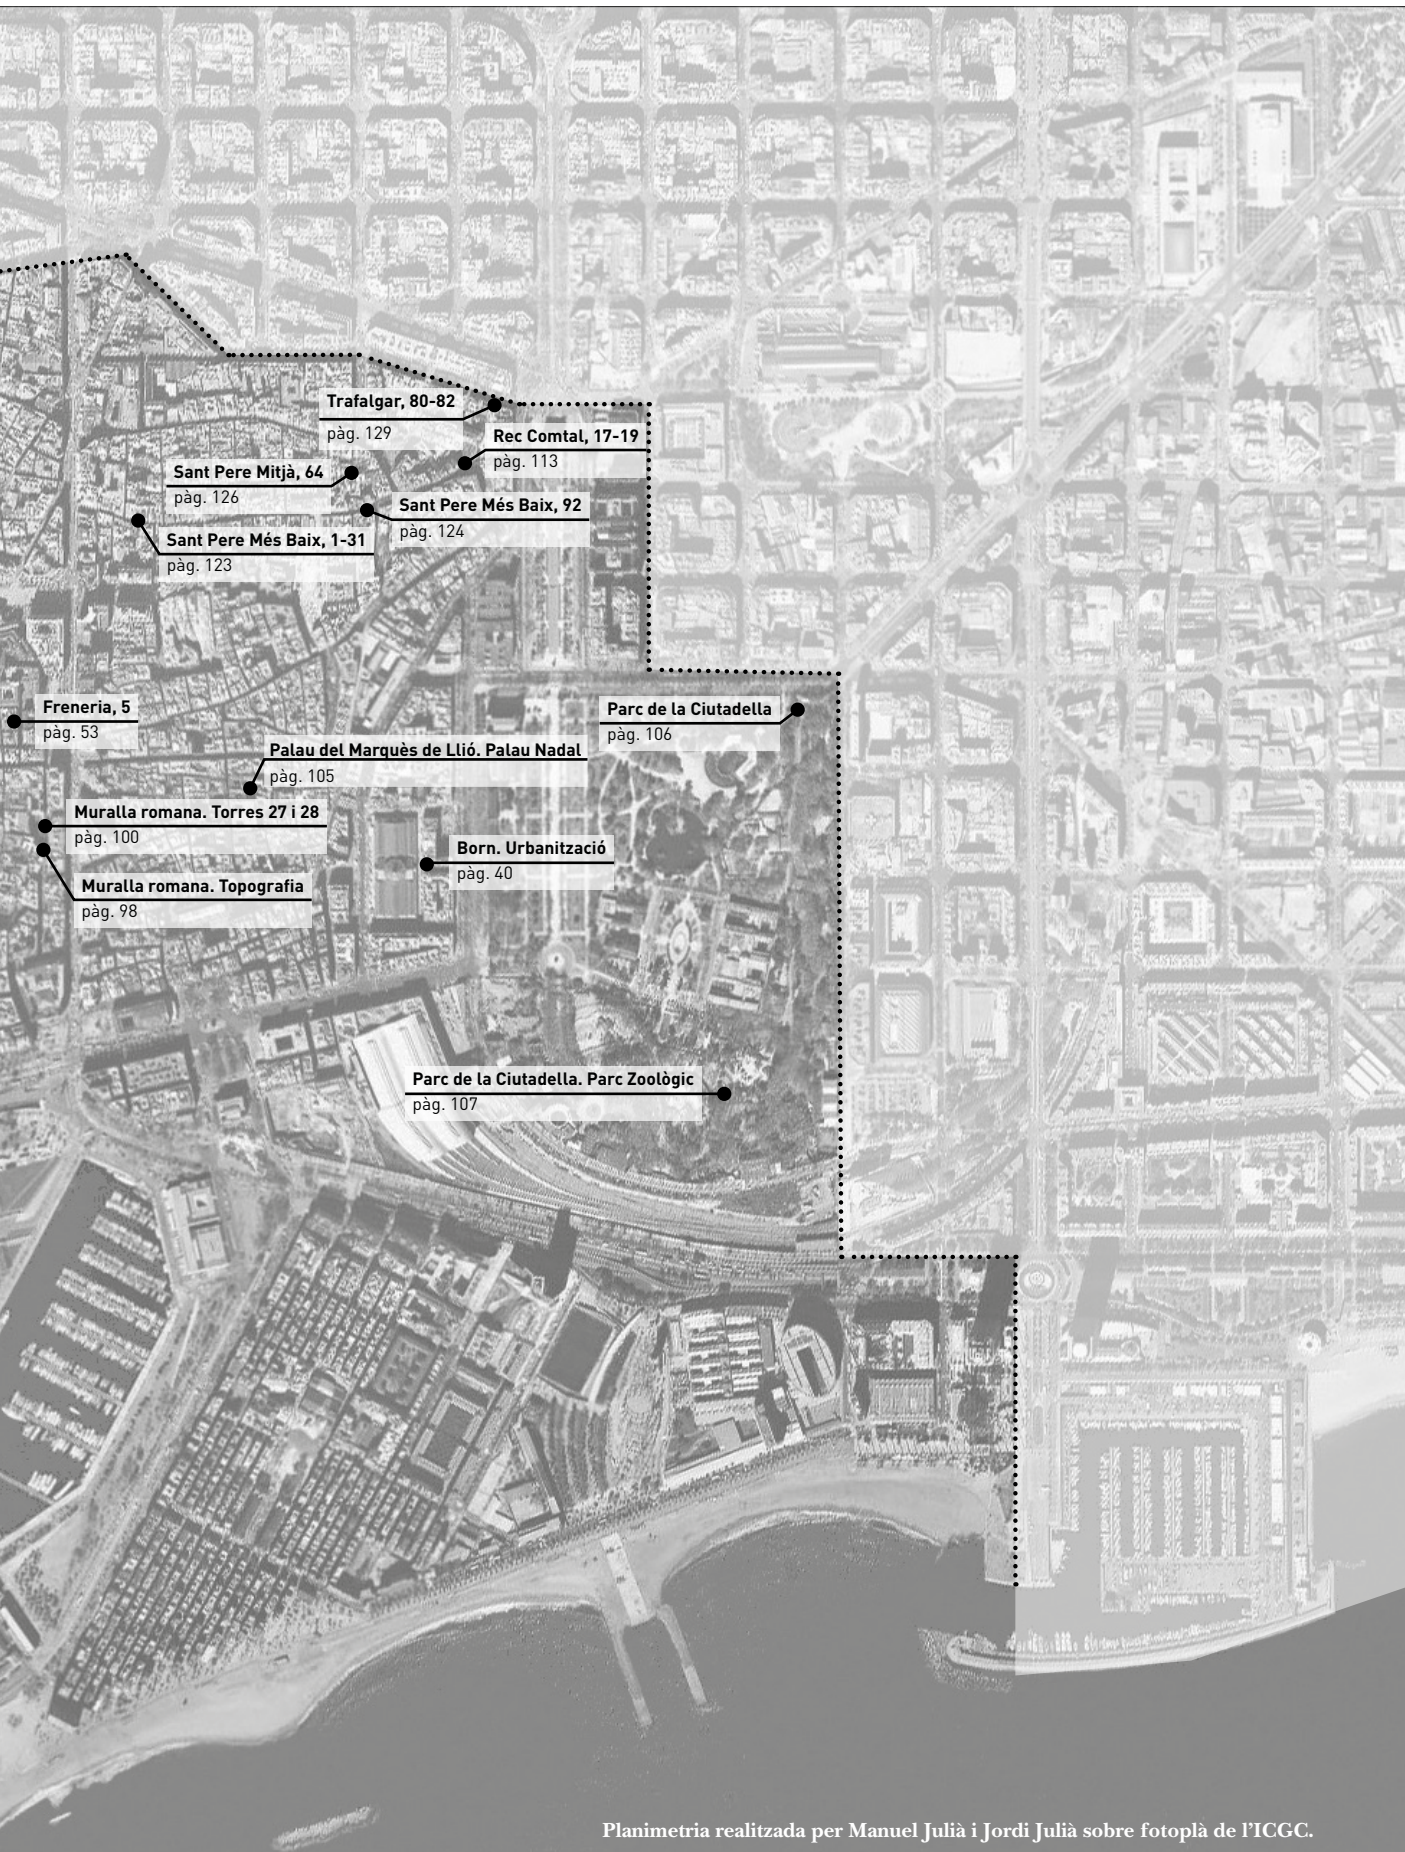 Trafalgar, 80-82
pàg. 129
Rec Comtal, 17-19
pàg. 113
Sant Pere Mitjà, 64
pàg. 126
Sant Pere Més Baix, 92
pàg. 124
Sant Pere Més Baix, 1-31
pàg. 123
Freneria, 5
pàg. 53
Parc de la Ciutadella
pàg. 106
Palau del Marquès de Llió. Palau Nadal
pàg. 105
Muralla romana. Torres 27 i 28
pàg. 100
Born. Urbanització
pàg. 40
Muralla romana. Topografia
pàg. 98
Parc de la Ciutadella. Parc Zoològic
pàg. 107
Planimetria realitzada per Manuel Julià i Jordi Julià sobre fotoplà de l’ICGC.